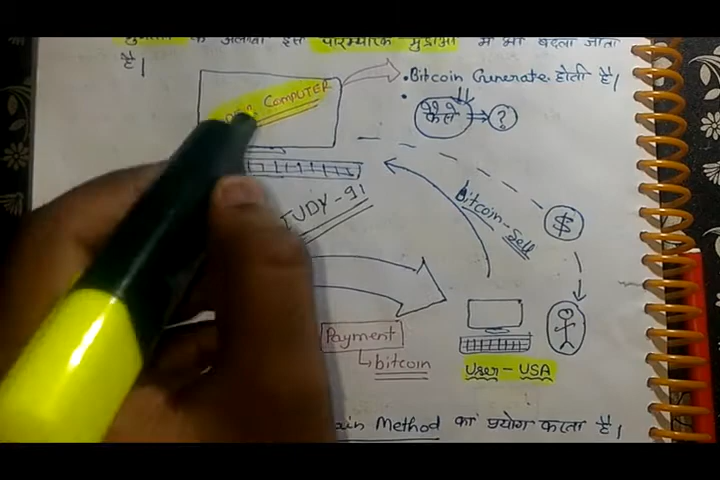 के अलावा इसे पारम्परिक मुद्राओं में भी बदला जाता
है।
• Bitcoin Generate होती है।
कैसे → ?
COMPUTER
TUDY-91
Bitcoin-Sell
$
Payment
bitcoin
User - USA
ain Method का प्रयोग करता है।